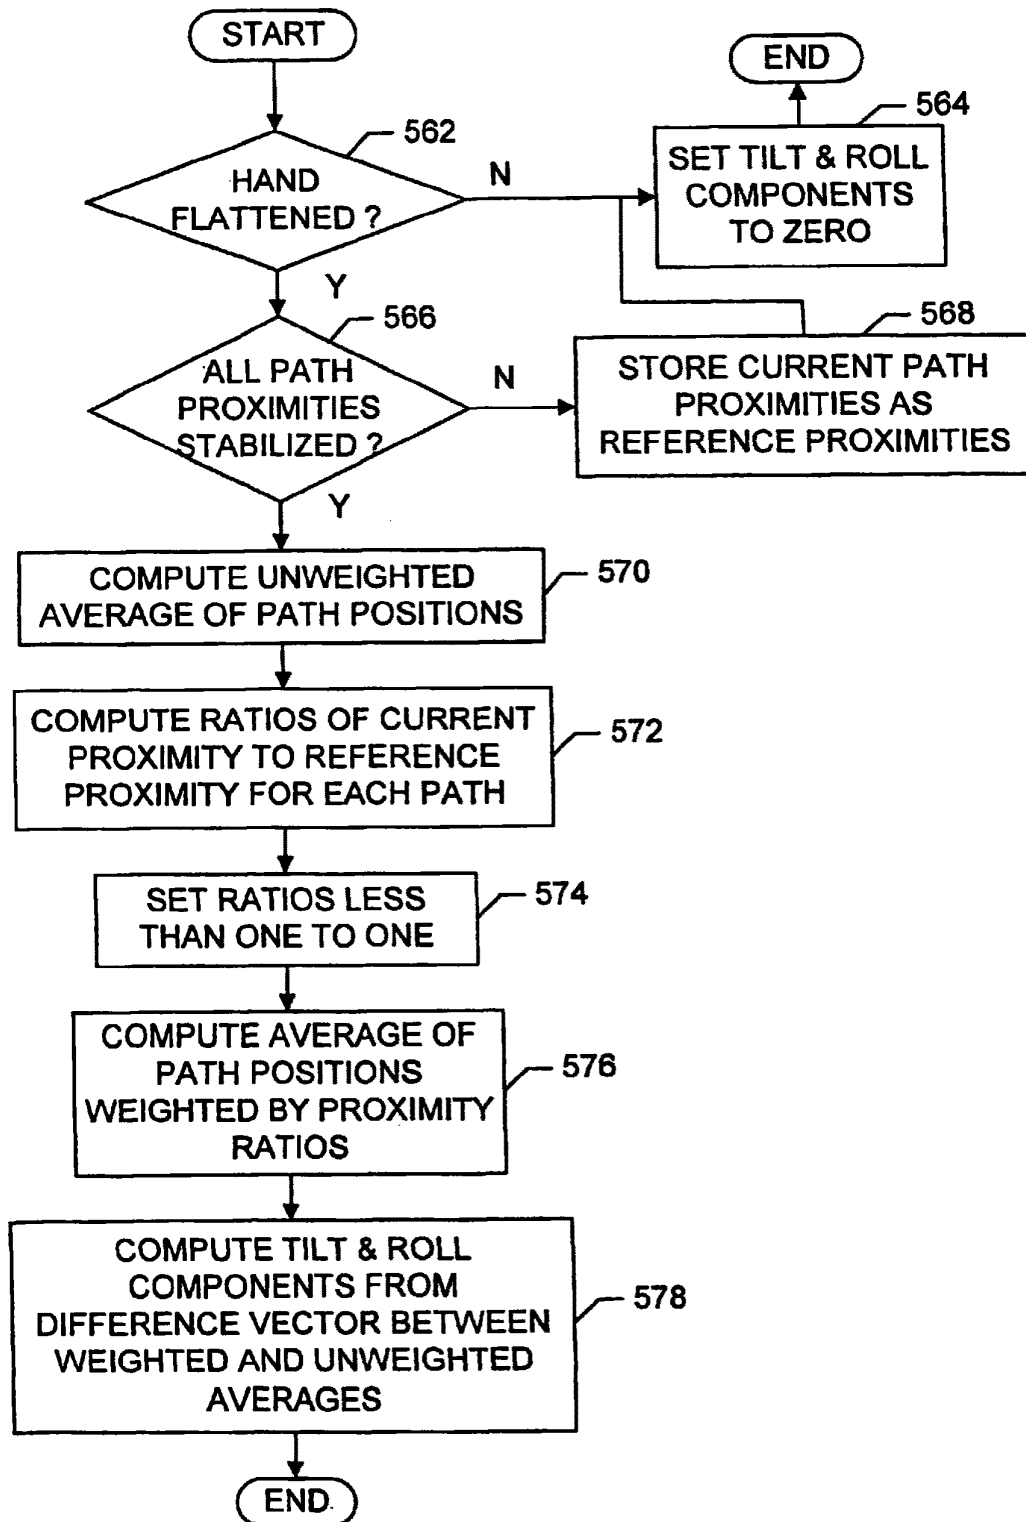 START
END
562
564
HAND
FLATTENED ?
N
SET TILT & ROLL
COMPONENTS
TO ZERO
Y
566
568
ALL PATH
PROXIMITIES
STABILIZED ?
N
STORE CURRENT PATH
PROXIMITIES AS
REFERENCE PROXIMITIES
Y
COMPUTE UNWEIGHTED
AVERAGE OF PATH POSITIONS
570
COMPUTE RATIOS OF CURRENT
PROXIMITY TO REFERENCE
PROXIMITY FOR EACH PATH
572
SET RATIOS LESS
THAN ONE TO ONE
574
COMPUTE AVERAGE OF
PATH POSITIONS
WEIGHTED BY PROXIMITY
RATIOS
576
COMPUTE TILT & ROLL
COMPONENTS FROM
DIFFERENCE VECTOR BETWEEN
WEIGHTED AND UNWEIGHTED
AVERAGES
578
END